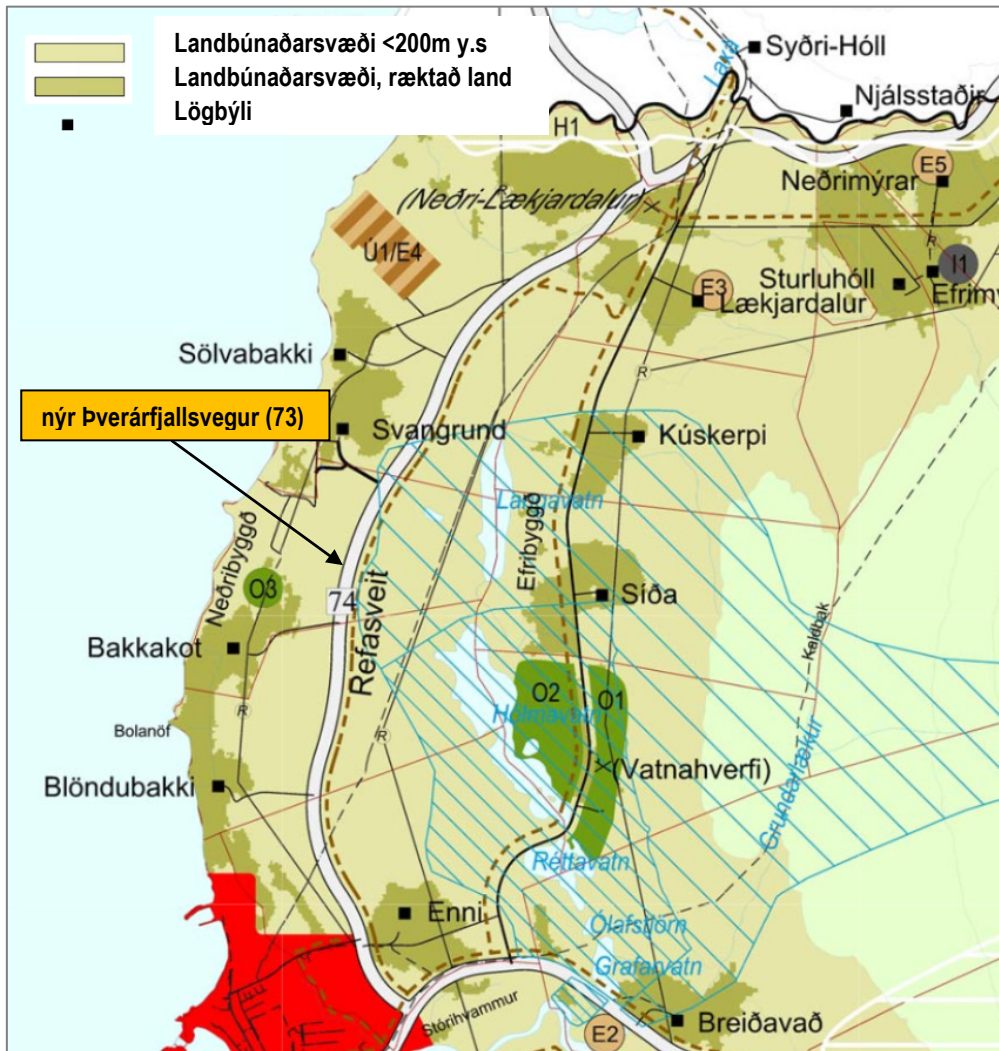 Landbúnaðarsvæði <200m y.s
Landbúnaðarsvæði, ræktað land
Lögbýli
Syðri-Hóll
Laxá
Njálsstaðir
H1
E5
Neðrimýrar
(Neðri-Lækjardalur)
R
Ú1/E4
I1
Sturluhóll
E3
Efrimý
Lækjardalur
Sölvabakki
R
nýr Þverárfjallsvegur (73)
Svangrund
Kúskerpi
Langavatn
Efribyggð
Neðribyggð
O3
74
Síða
Refasveit
Kaldbak
Bakkakot
O2
O1
Hólmavatn
R
Bolanöf
R
(Vatnahverfi)
Blöndubakki
Grundarlækur
Réttavatn
Enni
Ólafstjörn
Grafarvatn
Stórihvammur
Breiðavað
E2